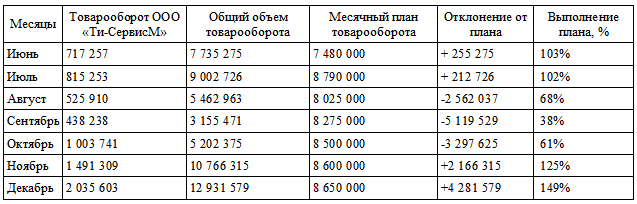 Месяцы Товарооборот ООО «Ти-СервисМ» Общий объем товарооборота Месячный план товарооборота Отклонение от плана Выполнение плана, %
Июнь 717 257 7 735 275 7 480 000 + 255 275 103%
Июль 815 253 9 002 726 8 790 000 + 212 726 102%
Август 525 910 5 462 963 8 025 000 -2 562 037 68%
Сентябрь 438 238 3 155 471 8 275 000 -5 119 529 38%
Октябрь 1 003 741 5 202 375 8 500 000 -3 297 625 61%
Ноябрь 1 491 309 10 766 315 8 600 000 +2 166 315 125%
Декабрь 2 035 603 12 931 579 8 650 000 +4 281 579 149%